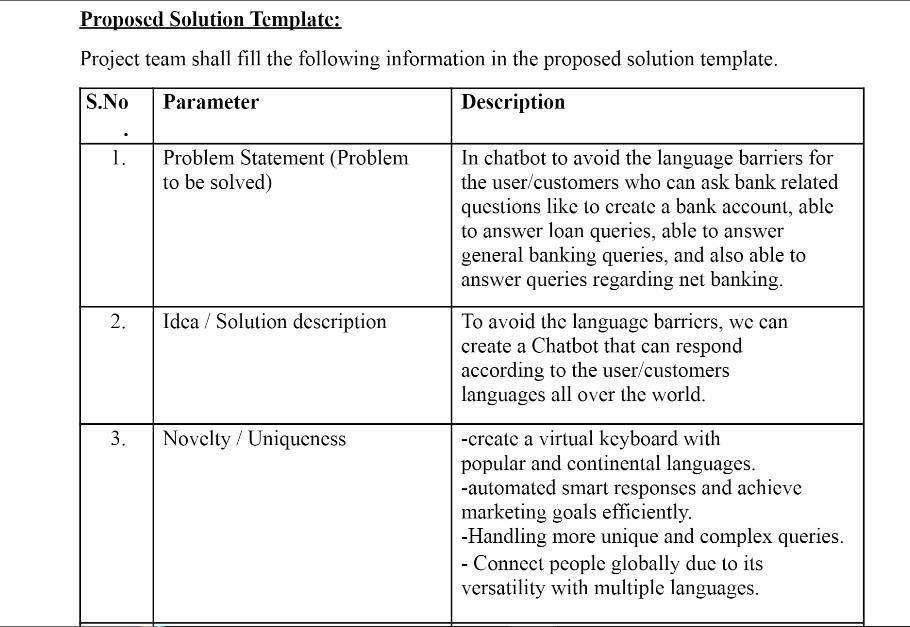 Proposed Solution Template:
Project team shall fill the following information in the proposed solution template.
S.No
.
Parameter
Description
1.
Problem Statement (Problem
to be solved)
In chatbot to avoid the language barriers for
the user/customers who can ask bank related
questions like to create a bank account, able
to answer loan queries, able to answer
general banking queries, and also able to
answer queries regarding net banking.
2.
Idea / Solution description
To avoid the language barriers, we can
create a Chatbot that can respond
according to the user/customers
languages all over the world.
3.
Novelty / Uniqueness
-create a virtual keyboard with
popular and continental languages.
-automated smart responses and achieve
marketing goals efficiently.
-Handling more unique and complex queries.
- Connect people globally due to its
versatility with multiple languages.